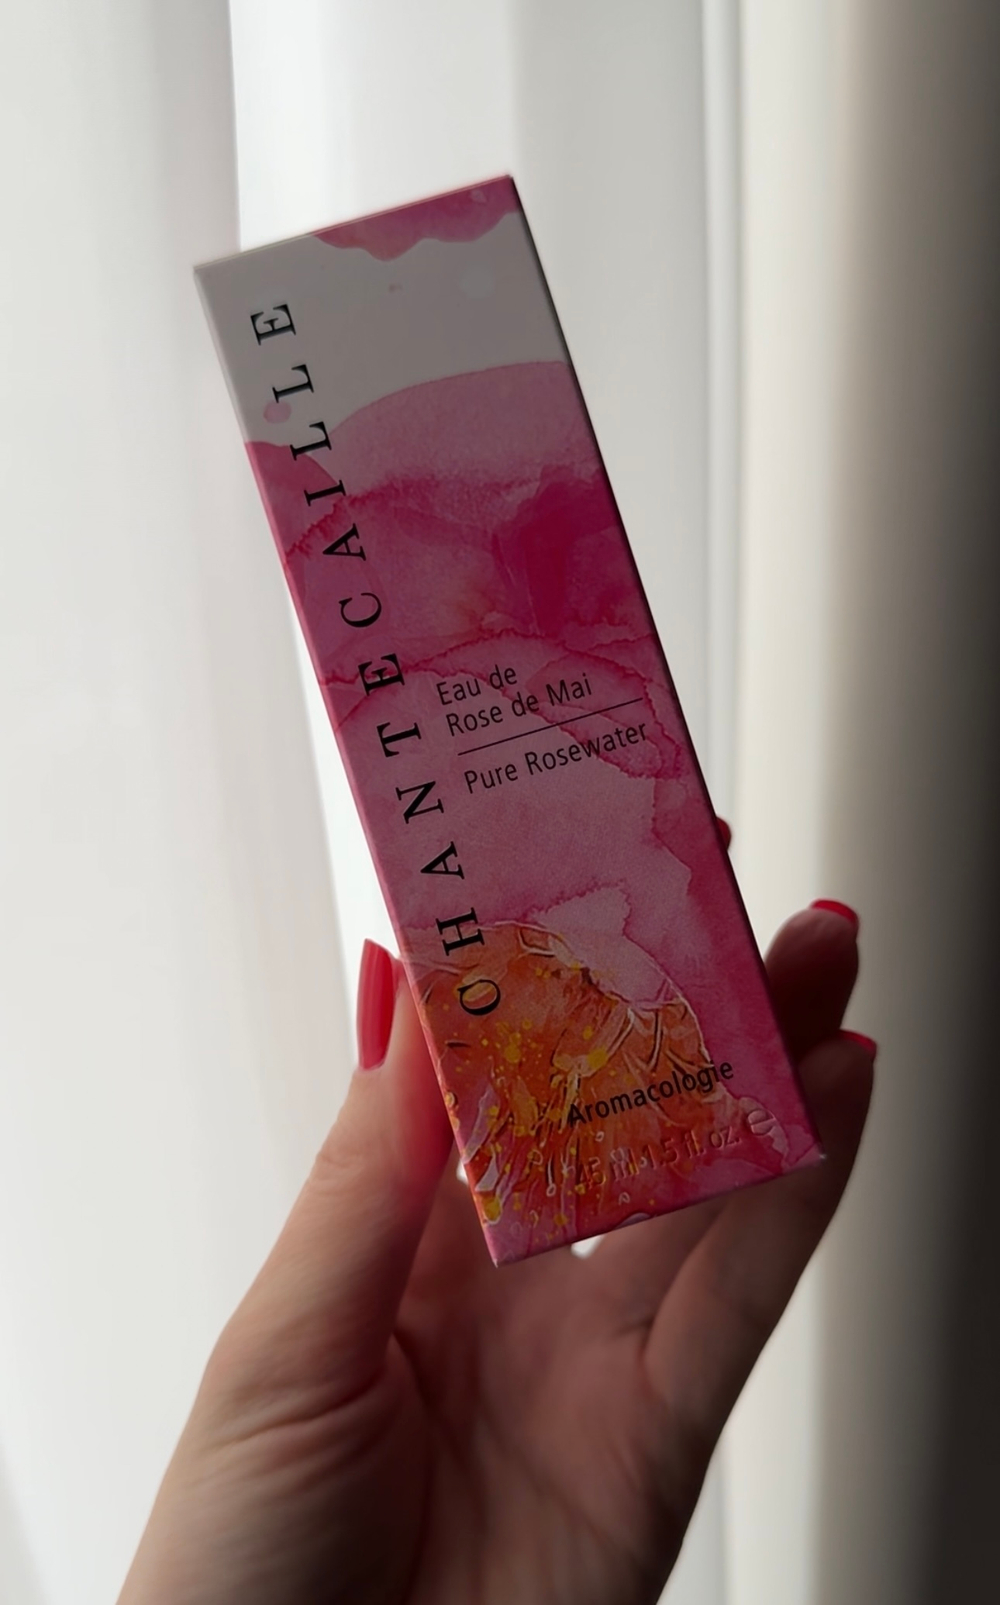 CHANTECAILLE
Eau de
Rose de Mai
Pure Rosewater
Aromacologie
45 ml 1.5 fl. oz. ℮